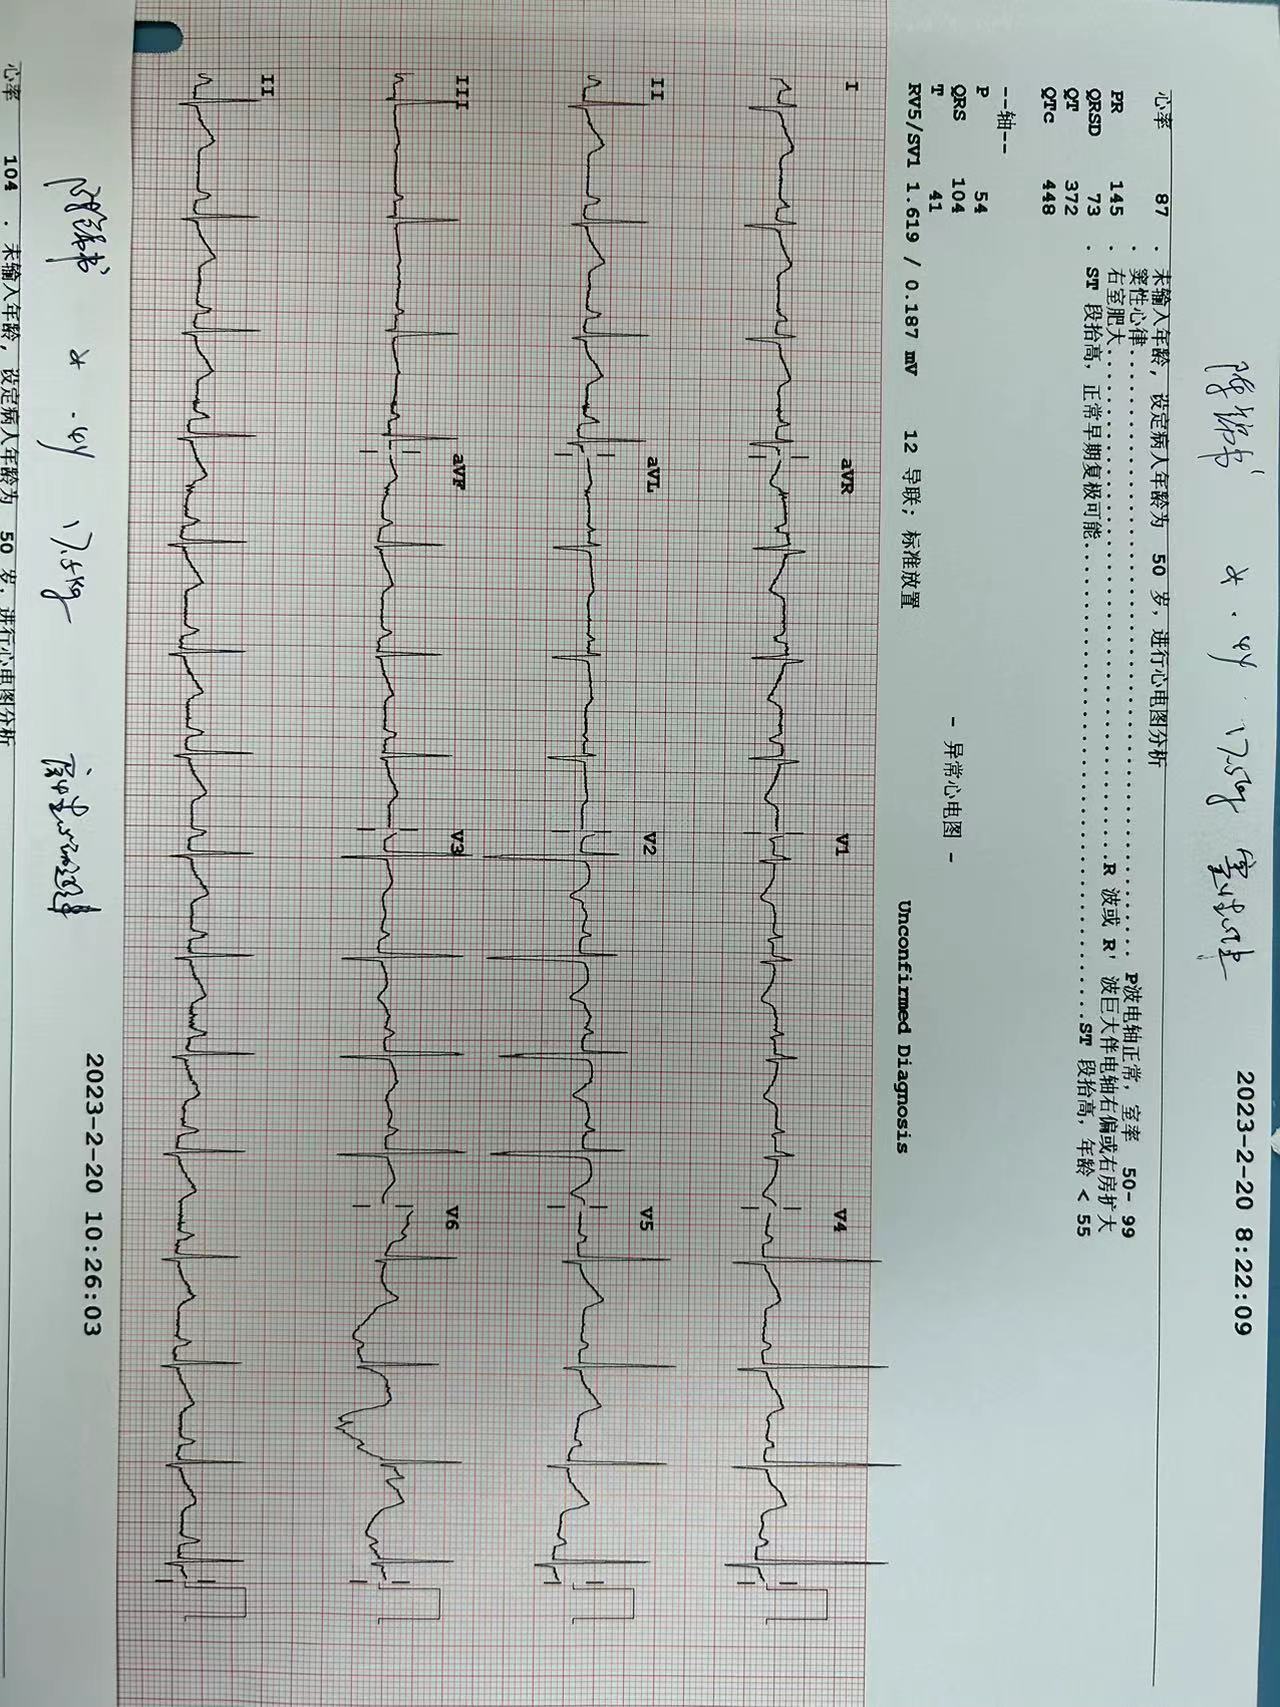 2023-2-20 8:22:09
心率 87 . 未输入年龄, 设定病人年龄为 50 岁, 进行心电图分析
. 窦性心律......P波电轴正常, 室率 50- 99
PR 145 . 右室肥大......R 波或 R' 波巨大伴电轴右偏或右房扩大
QRSD 73 . ST 段抬高, 正常早期复极可能......ST 段抬高, 年龄 < 55
QT 372
QTc 448
--轴--
P 54
QRS 104
T 41
- 异常心电图 -
RV5/SV1 1.619 / 0.187 mV 12 导联; 标准放置 Unconfirmed Diagnosis
I aVR V1 V4
II aVL V2 V5
III aVF V3 V6
II
17.5kg
2023-2-20 10:26:03
心率 104 . 未输入年龄, 设定病人年龄为 50 岁, 进行心电图分析